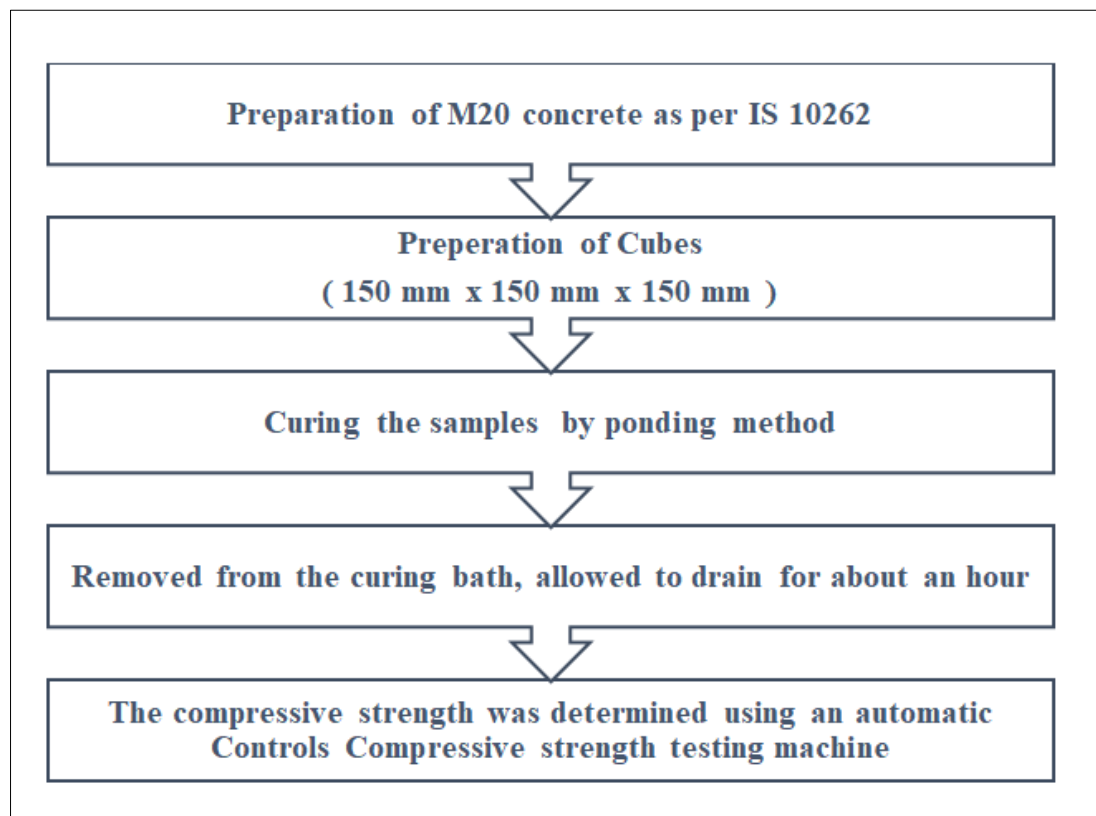 Preparation of M20 concrete as per IS 10262
Preperation of Cubes
( 150 mm x 150 mm x 150 mm )
Curing the samples by ponding method
Removed from the curing bath, allowed to drain for about an hour
The compressive strength was determined using an automatic
Controls Compressive strength testing machine